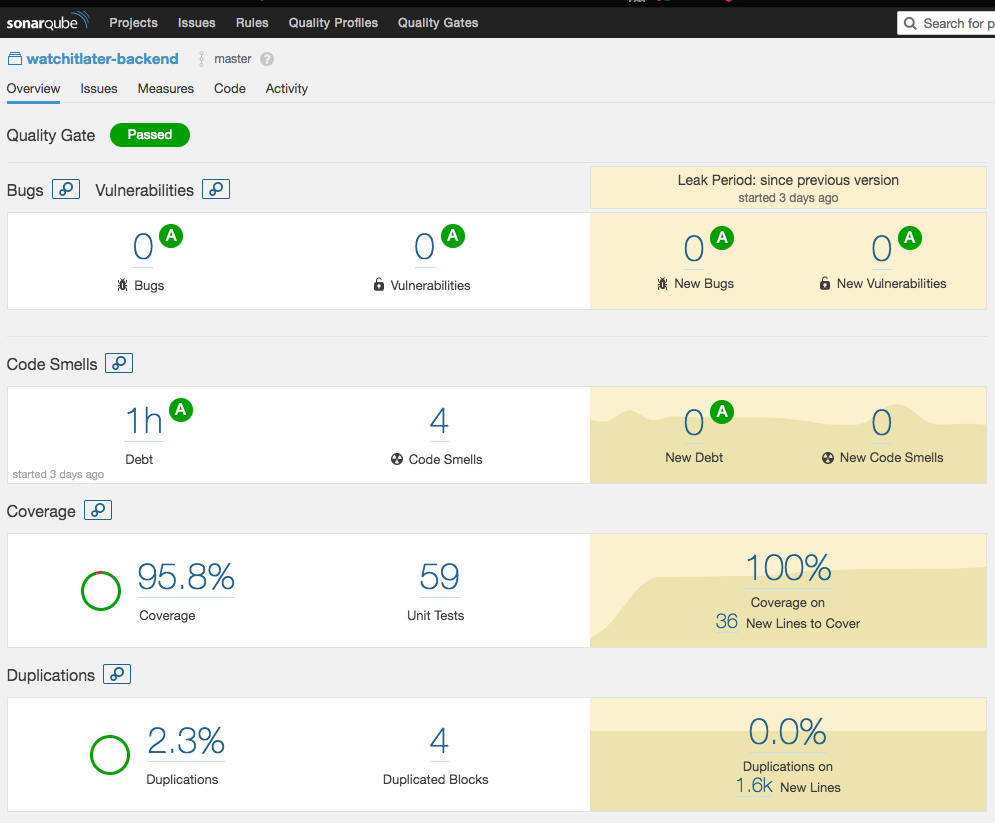 sonarqube Projects Issues Rules Quality Profiles Quality Gates Search for p
watchitlater-backend master ?
Overview Issues Measures Code Activity
Quality Gate Passed
Bugs Vulnerabilities
Leak Period: since previous version
started 3 days ago
0 A 0 A 0 A 0 A
Bugs Vulnerabilities New Bugs New Vulnerabilities
Code Smells
1h A 4 0 A 0
Debt Code Smells New Debt New Code Smells
started 3 days ago
Coverage
95.8% 59 100%
Coverage Unit Tests Coverage on
36 New Lines to Cover
Duplications
2.3% 4 0.0%
Duplications Duplicated Blocks Duplications on
1.6k New Lines